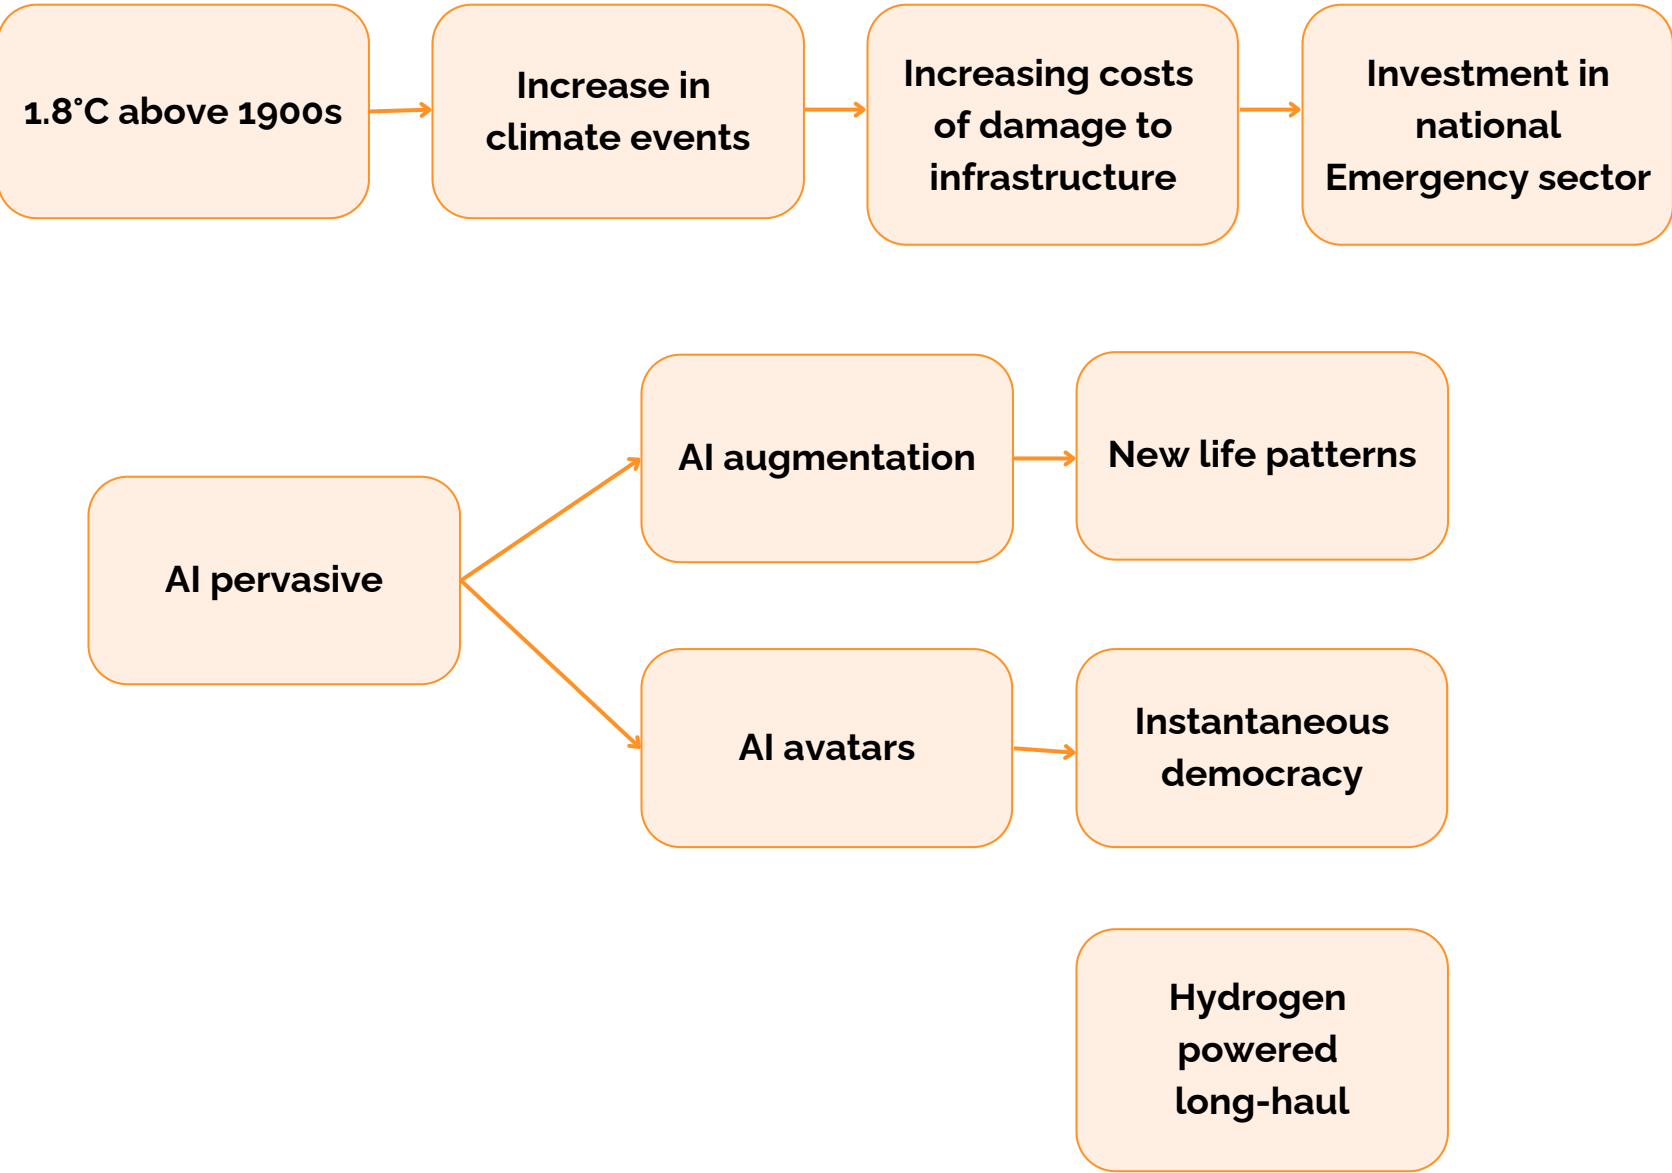 1.8°C above 1900s
Increase in
climate events
Increasing costs
of damage to
infrastructure
Investment in
national
Emergency sector
AI augmentation
New life patterns
AI pervasive
AI avatars
Instantaneous
democracy
Hydrogen
powered
long-haul